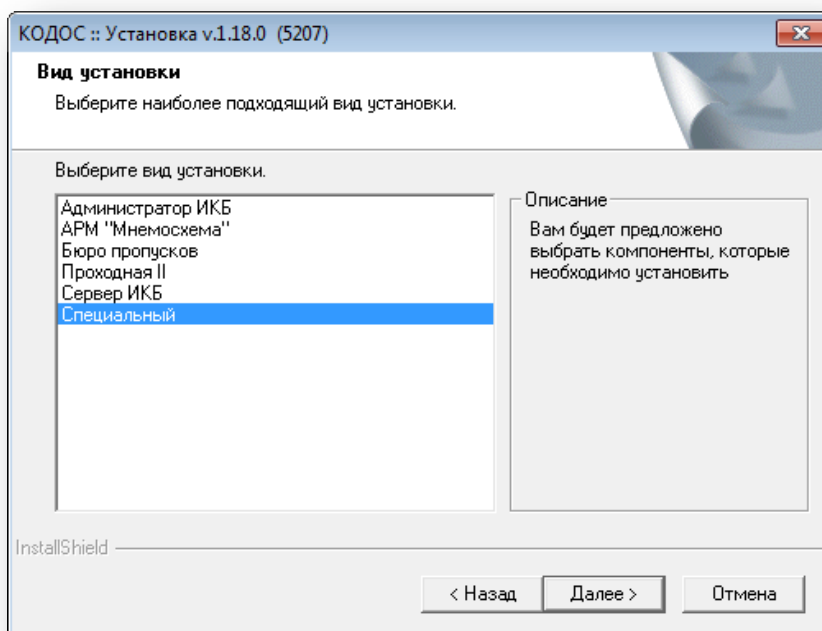 КОДОС :: Установка v.1.18.0 (5207)
Вид установки
Выберите наиболее подходящий вид установки.
Выберите вид установки.
Администратор ИКБ
АРМ "Мнемосхема"
Бюро пропусков
Проходная II
Сервер ИКБ
Специальный
Описание
Вам будет предложено
выбрать компоненты, которые
необходимо установить
InstallShield
< Назад
Далее >
Отмена